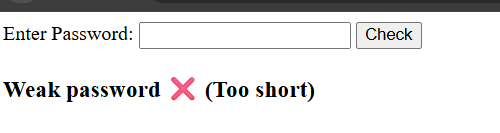 Enter Password: Check
Weak password ❌ (Too short)